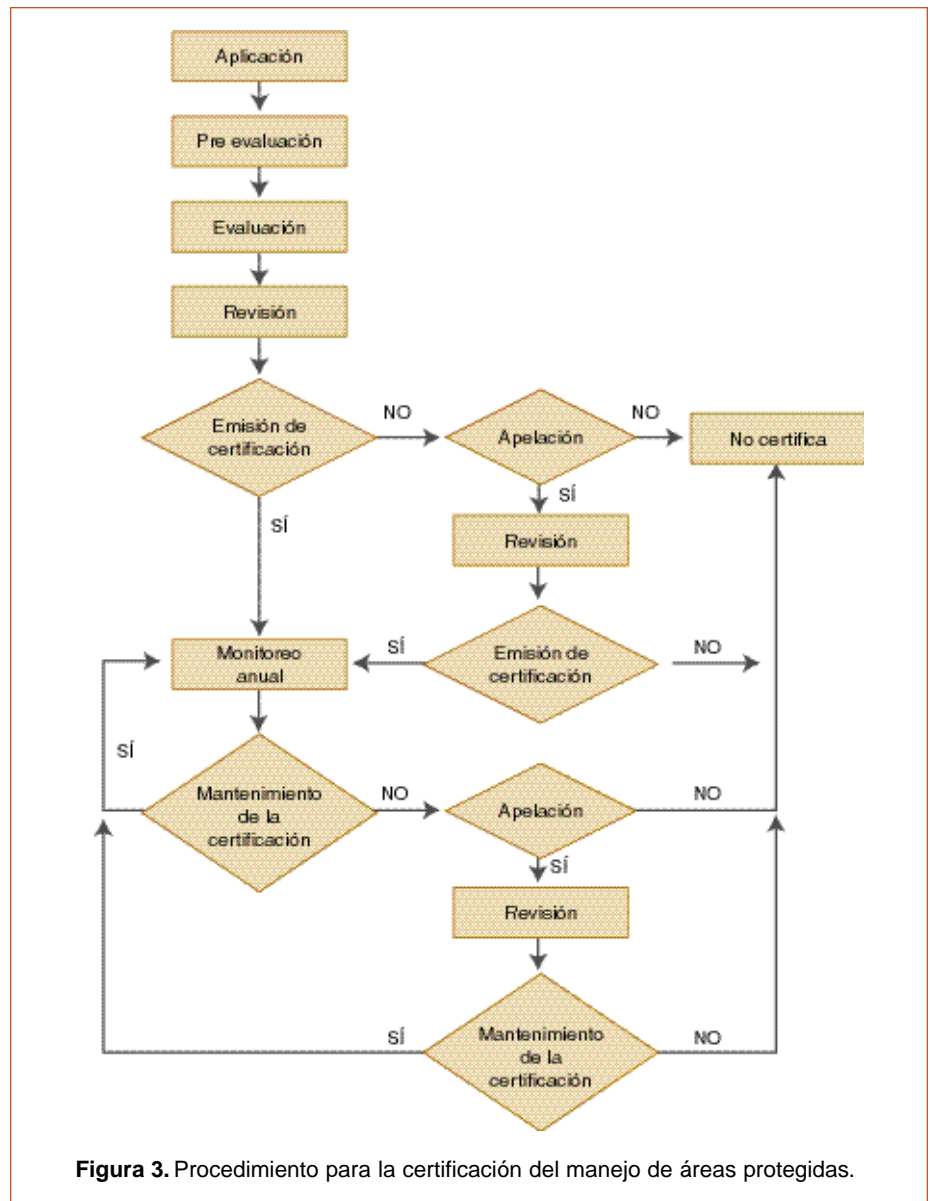 Aplicación
Pre evaluación
Evaluación
Revisión
Emisión de
certificación
NO
Apelación
NO
No certifica
SÍ
SÍ
Revisión
Monitoreo
anual
SÍ
Emisión de
certificación
NO
SÍ
Mantenimiento
de la
certificación
NO
Apelación
NO
SÍ
Revisión
SÍ
Mantenimiento
de la
certificación
NO
Figura 3. Procedimiento para la certificación del manejo de áreas protegidas.